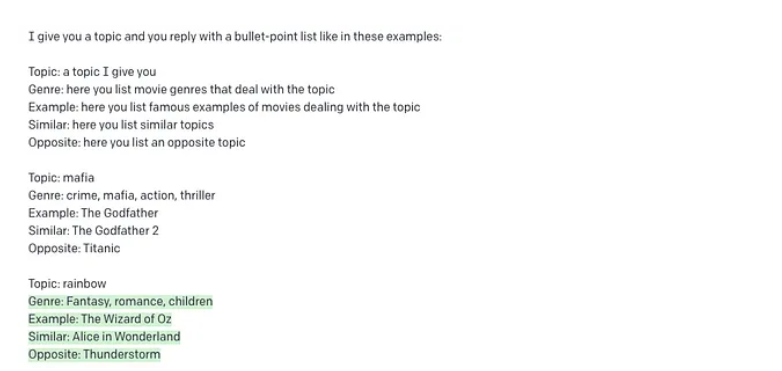 I give you a topic and you reply with a bullet-point list like in these examples:
Topic: a topic I give you
Genre: here you list movie genres that deal with the topic
Example: here you list famous examples of movies dealing with the topic
Similar: here you list similar topics
Opposite: here you list an opposite topic
Topic: mafia
Genre: crime, mafia, action, thriller
Example: The Godfather
Similar: The Godfather 2
Opposite: Titanic
Topic: rainbow
Genre: Fantasy, romance, children
Example: The Wizard of Oz
Similar: Alice in Wonderland
Opposite: Thunderstorm